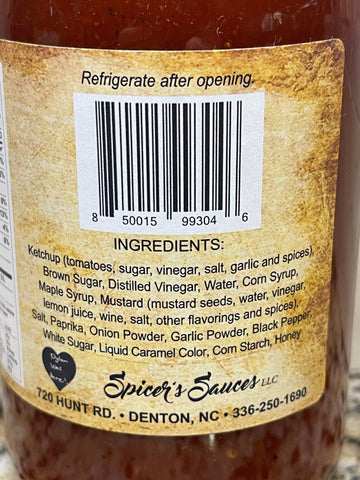 Refrigerate after opening.
8 50015 99304 6
INGREDIENTS:
Ketchup (tomatoes, sugar, vinegar, salt, garlic and spices),
Brown Sugar, Distilled Vinegar, Water, Corn Syrup,
Maple Syrup, Mustard (mustard seeds, water, vinegar,
lemon juice, wine, salt, other flavorings and spices),
Salt, Paprika, Onion Powder, Garlic Powder, Black Pepper,
White Sugar, Liquid Caramel Color, Corn Starch, Honey
Dylan
was
here!
Spicer's Sauces LLC
720 HUNT RD. • DENTON, NC • 336-250-1690